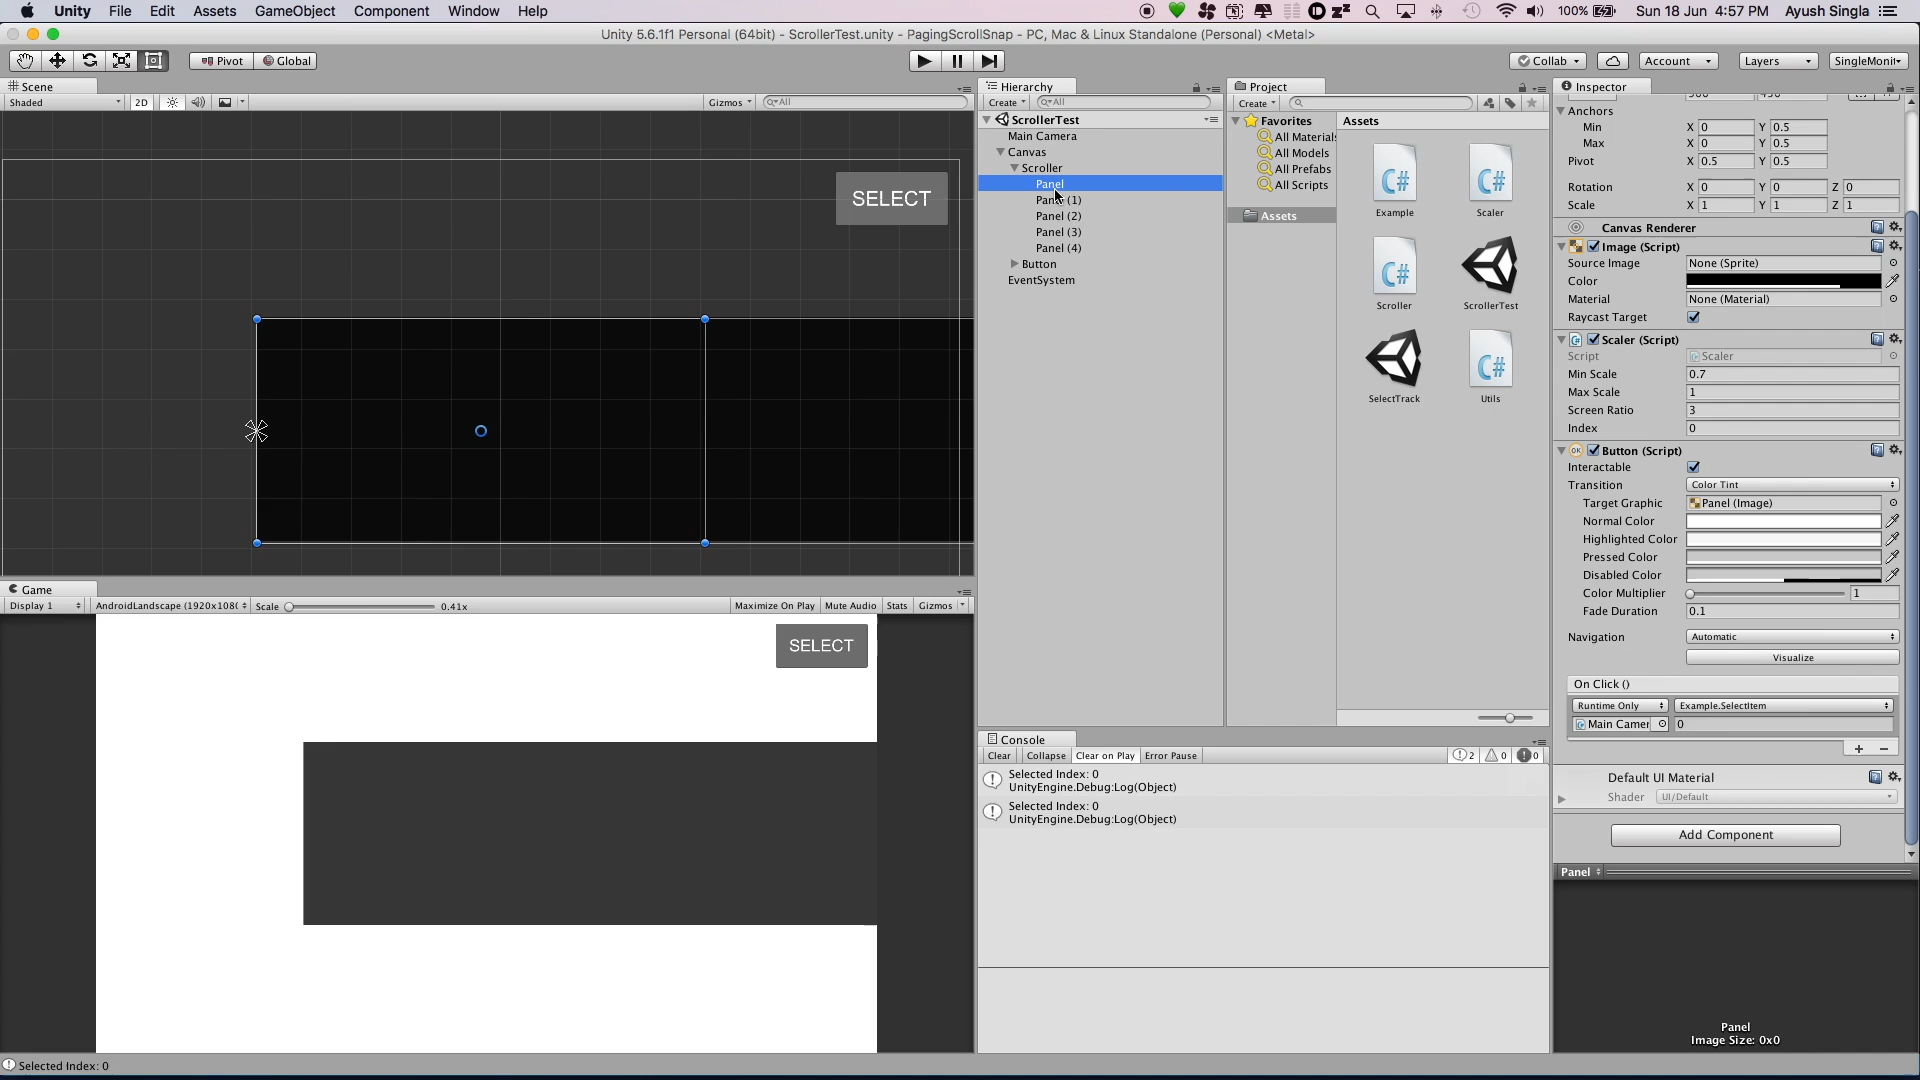 Unity File Edit Assets GameObject Component Window Help 100% Sun 18 Jun 4:57 PM Ayush Singla
Unity 5.6.1f1 Personal (64bit) - ScrollerTest.unity - PagingScrollSnap - PC, Mac & Linux Standalone (Personal) <Metal>
Pivot Global Collab Account Layers SingleMoni
Scene
Shaded 2D Gizmos All
SELECT
Game
Display 1 AndroidLandscape (1920x108( Scale 0.41x Maximize On Play Mute Audio Stats Gizmos
SELECT
Hierarchy
Create All
ScrollerTest
Main Camera
Canvas
Scroller
Panel
Panel (1)
Panel (2)
Panel (3)
Panel (4)
Button
EventSystem
Project
Create
Favorites
All Materials
All Models
All Prefabs
All Scripts
Assets
Assets
Example Scaler
Scroller ScrollerTest
SelectTrack Utils
C#
C#
C#
C#
Console
Clear Collapse Clear on Play Error Pause 2 0 0
Selected Index: 0
UnityEngine.Debug:Log(Object)
Selected Index: 0
UnityEngine.Debug:Log(Object)
Inspector
Anchors
Min X 0 Y 0.5
Max X 0 Y 0.5
Pivot X 0.5 Y 0.5
Rotation X 0 Y 0 Z 0
Scale X 1 Y 1 Z 1
Canvas Renderer
Image (Script)
Source Image None (Sprite)
Color
Material None (Material)
Raycast Target
Scaler (Script)
Script Scaler
Min Scale 0.7
Max Scale 1
Screen Ratio 3
Index 0
OK Button (Script)
Interactable
Transition Color Tint
Target Graphic Panel (Image)
Normal Color
Highlighted Color
Pressed Color
Disabled Color
Color Multiplier 1
Fade Duration 0.1
Navigation Automatic
Visualize
On Click ()
Runtime Only Example.SelectItem
Main Camer 0
Default UI Material
Shader UI/Default
Add Component
Panel
Panel
Image Size: 0x0
Selected Index: 0